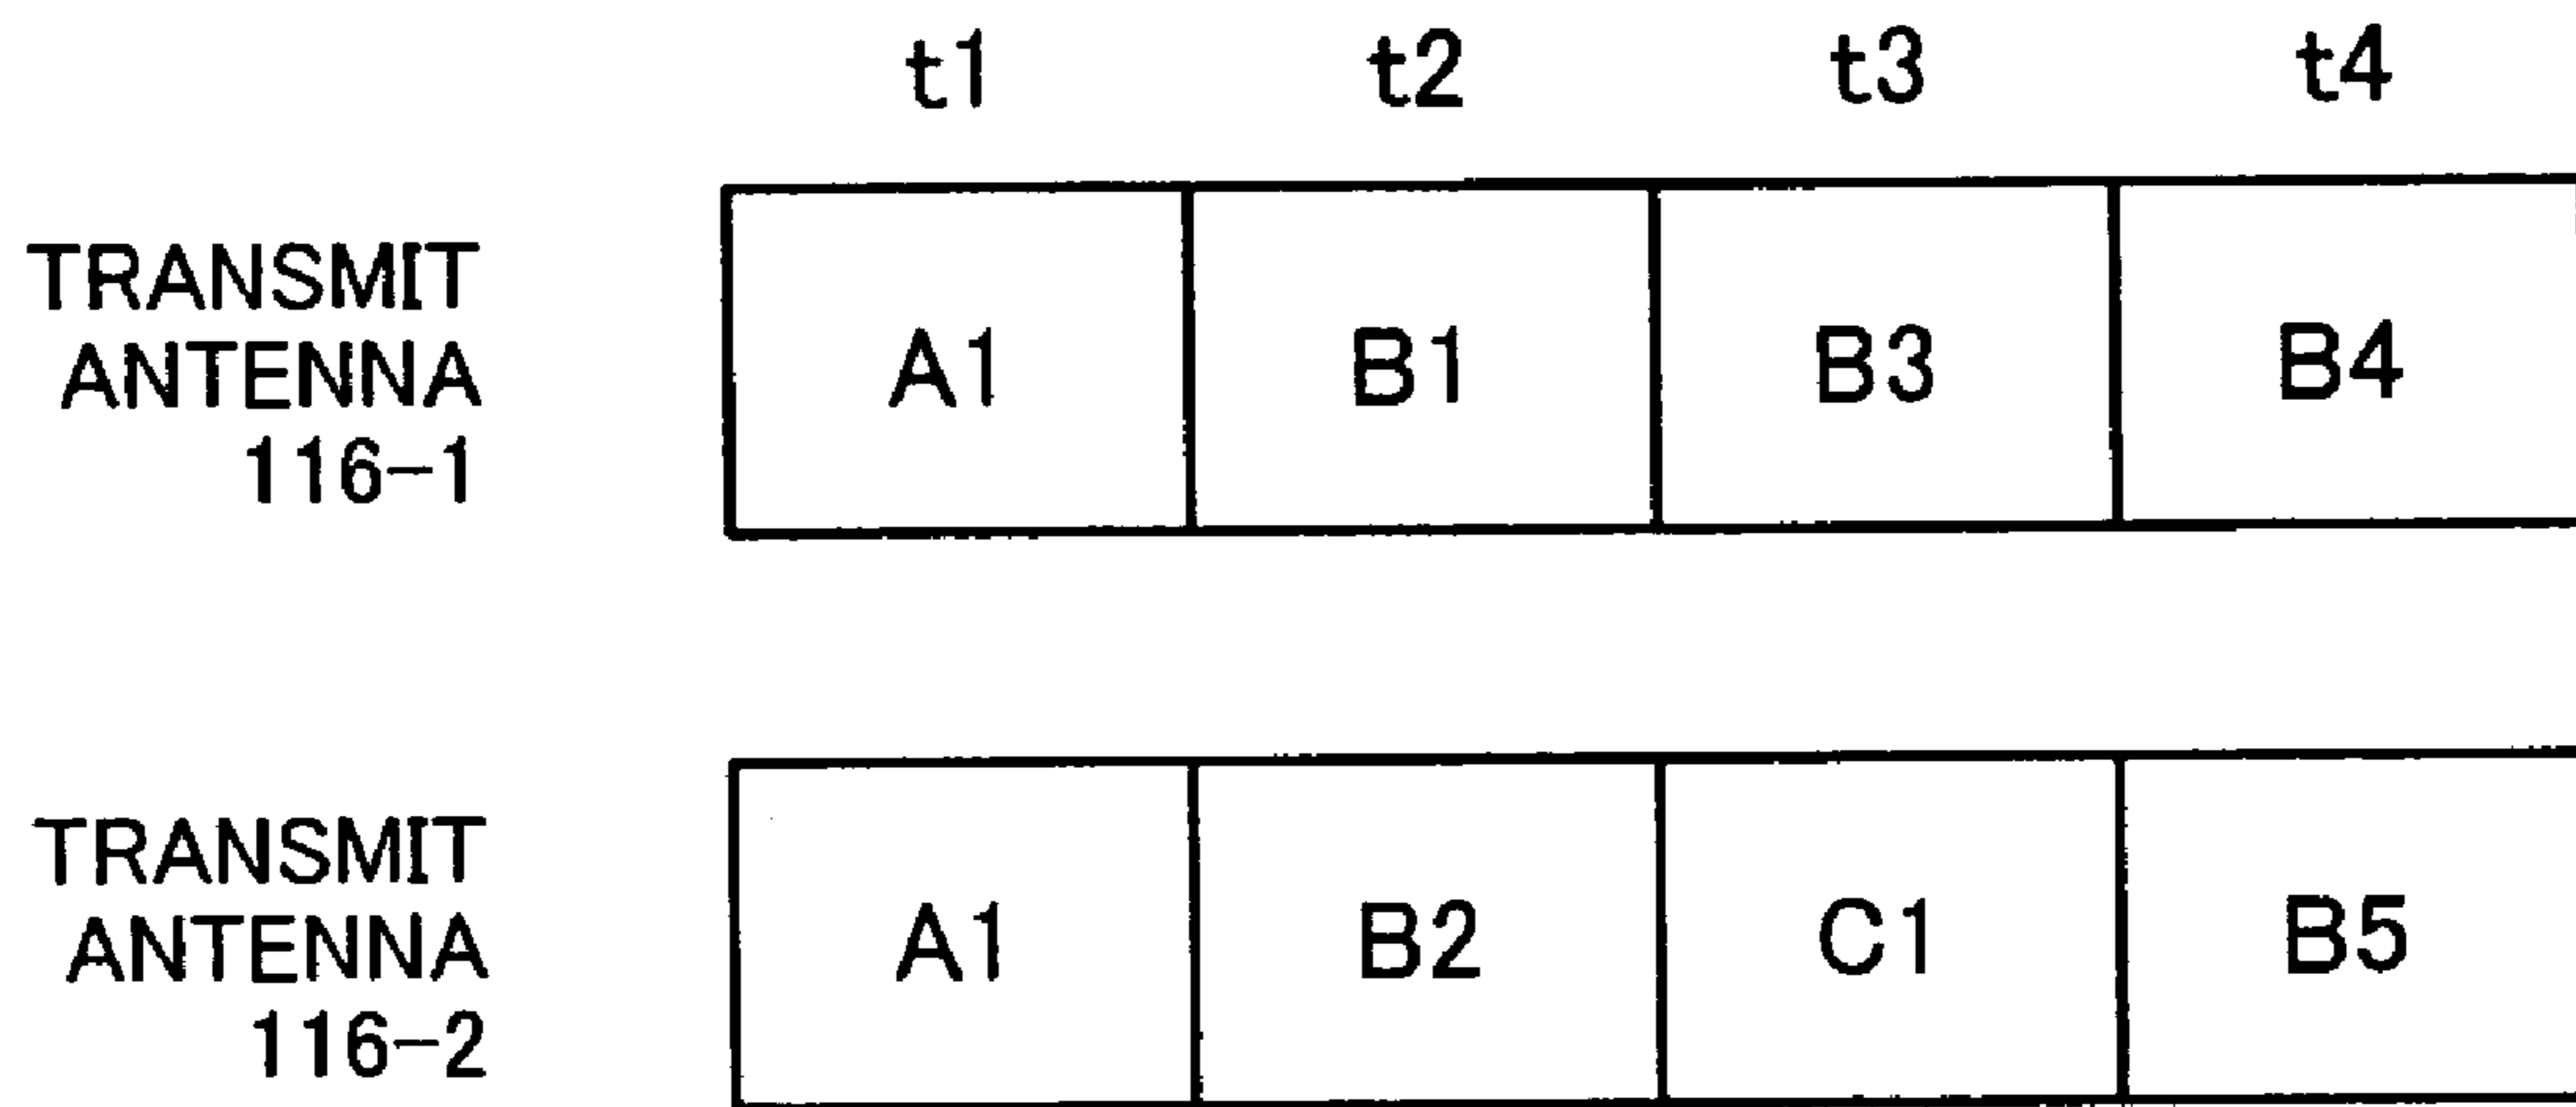 t1 t2 t3 t4
TRANSMIT
ANTENNA
116-1
A1 B1 B3 B4
TRANSMIT
ANTENNA
116-2
A1 B2 C1 B5